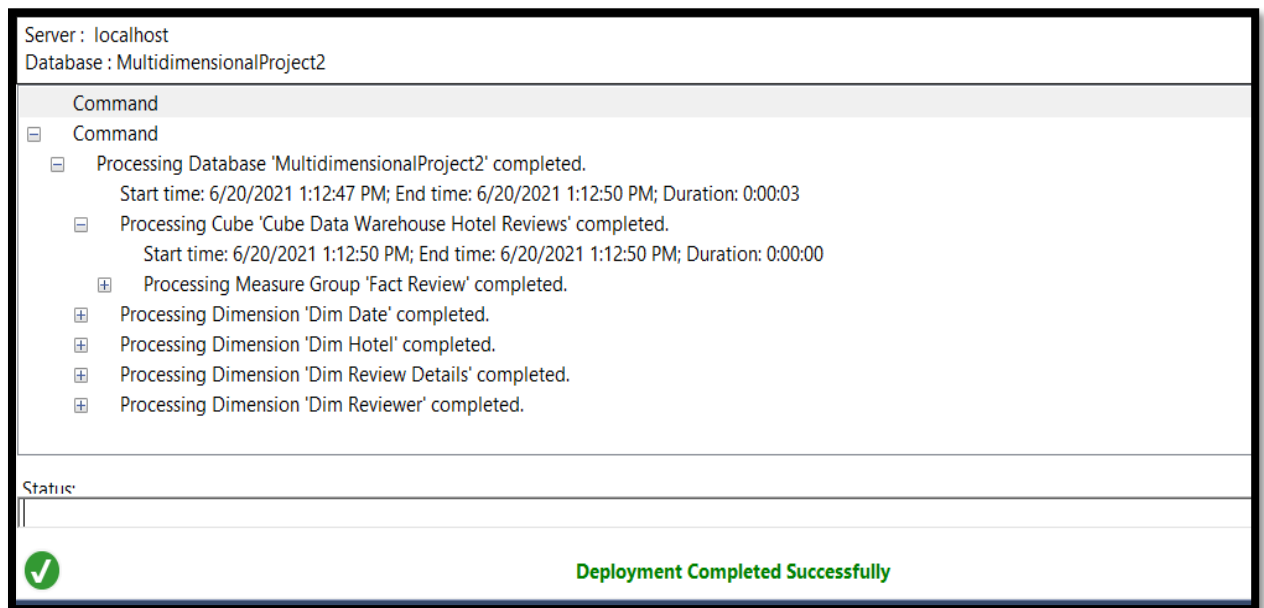 Server : localhost
Database : MultidimensionalProject2
Command
Command
Processing Database 'MultidimensionalProject2' completed.
Start time: 6/20/2021 1:12:47 PM; End time: 6/20/2021 1:12:50 PM; Duration: 0:00:03
Processing Cube 'Cube Data Warehouse Hotel Reviews' completed.
Start time: 6/20/2021 1:12:50 PM; End time: 6/20/2021 1:12:50 PM; Duration: 0:00:00
Processing Measure Group 'Fact Review' completed.
Processing Dimension 'Dim Date' completed.
Processing Dimension 'Dim Hotel' completed.
Processing Dimension 'Dim Review Details' completed.
Processing Dimension 'Dim Reviewer' completed.
Status:
Deployment Completed Successfully